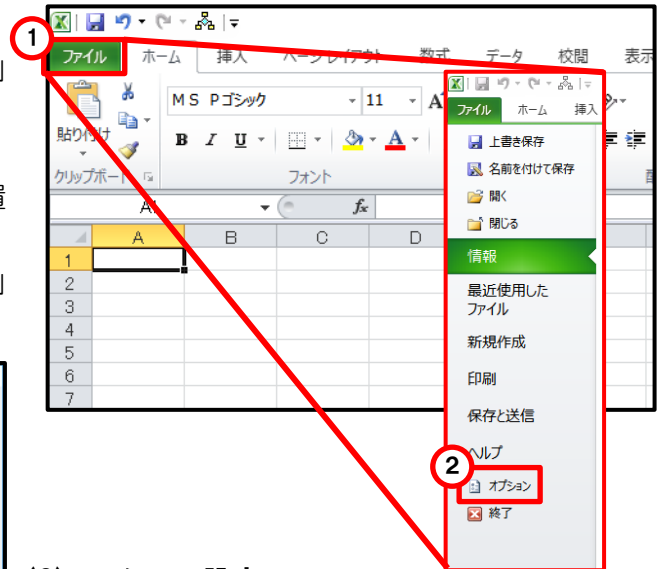 1
ファイル ホーム 挿入 数式 データ 校閲 表示
MS Pゴシック 11
貼り付け
B I U A
クリップボード フォント
A1 fx
A B C D
1
2
3
4
5
6
7
ファイル ホーム 挿入
上書き保存
名前を付けて保存
開く
閉じる
情報
最近使用した
ファイル
新規作成
印刷
保存と送信
ヘルプ
2
オプション
終了